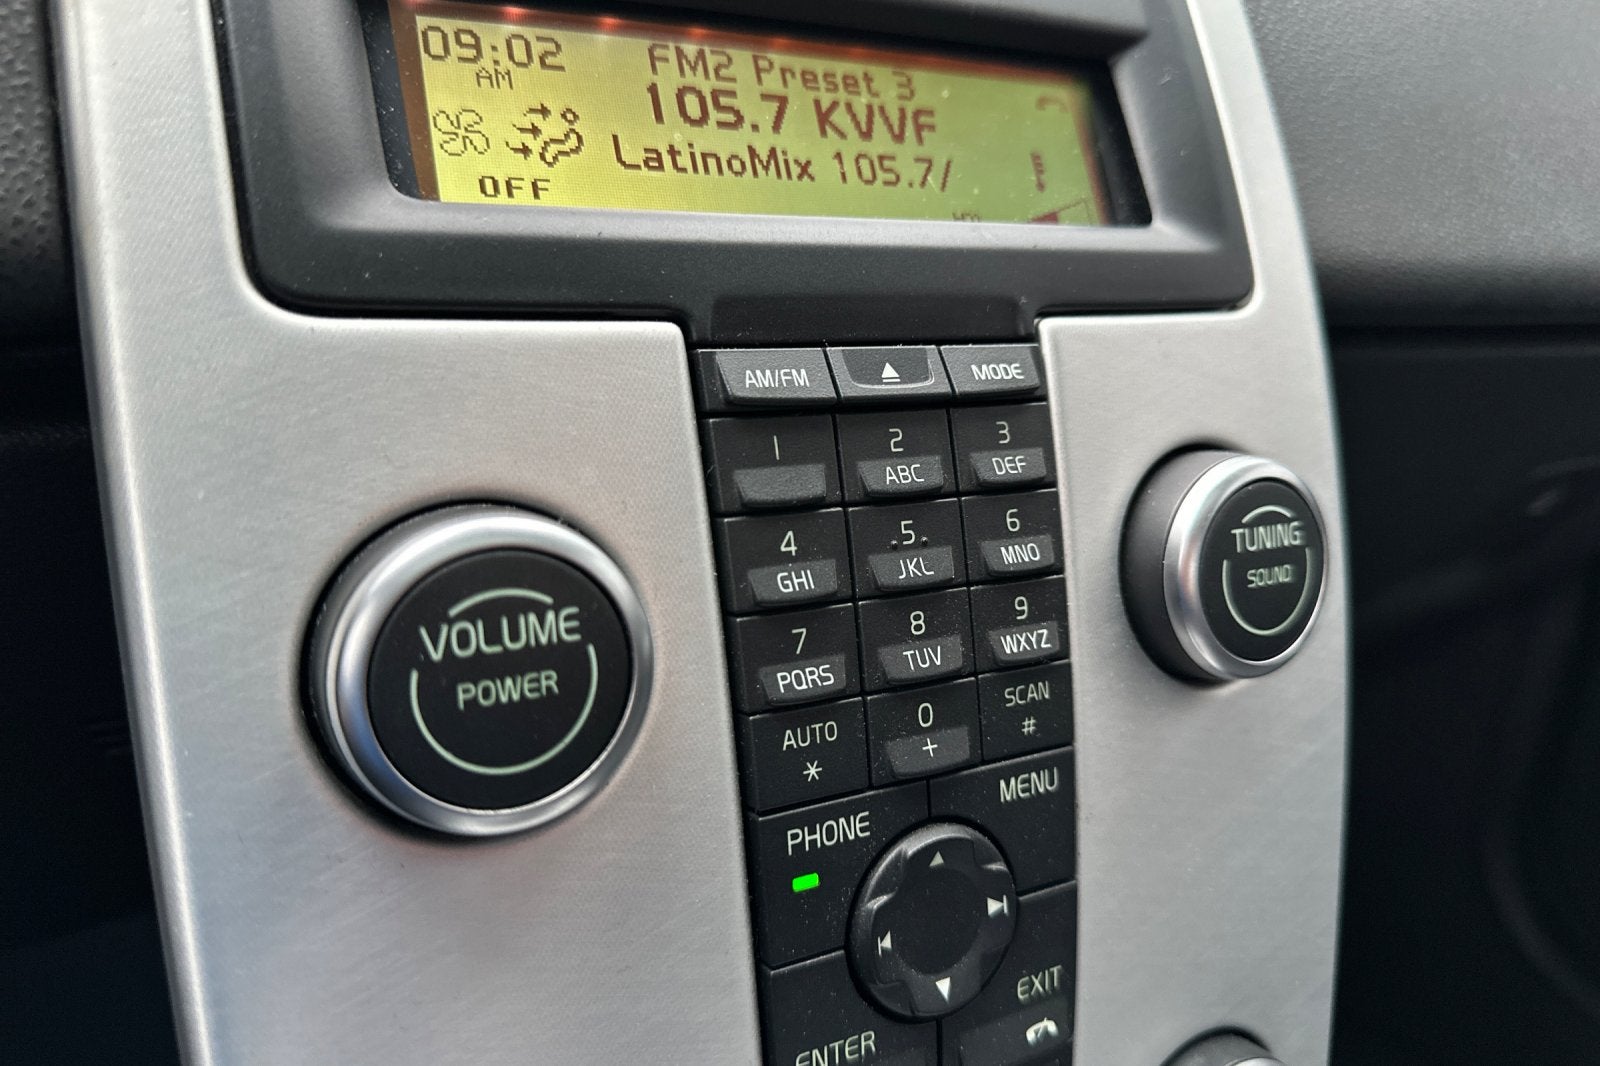 09:02
AM
FM2 Preset 3
105.7 KVVF
LatinoMix 105.7/
OFF
AM/FM
MODE
1
2
ABC
3
DEF
4
GHI
5
JKL
6
MNO
7
PQRS
8
TUV
9
WXYZ
AUTO
*
0
+
SCAN
#
VOLUME
POWER
TUNING
SOUND
PHONE
MENU
EXIT
ENTER